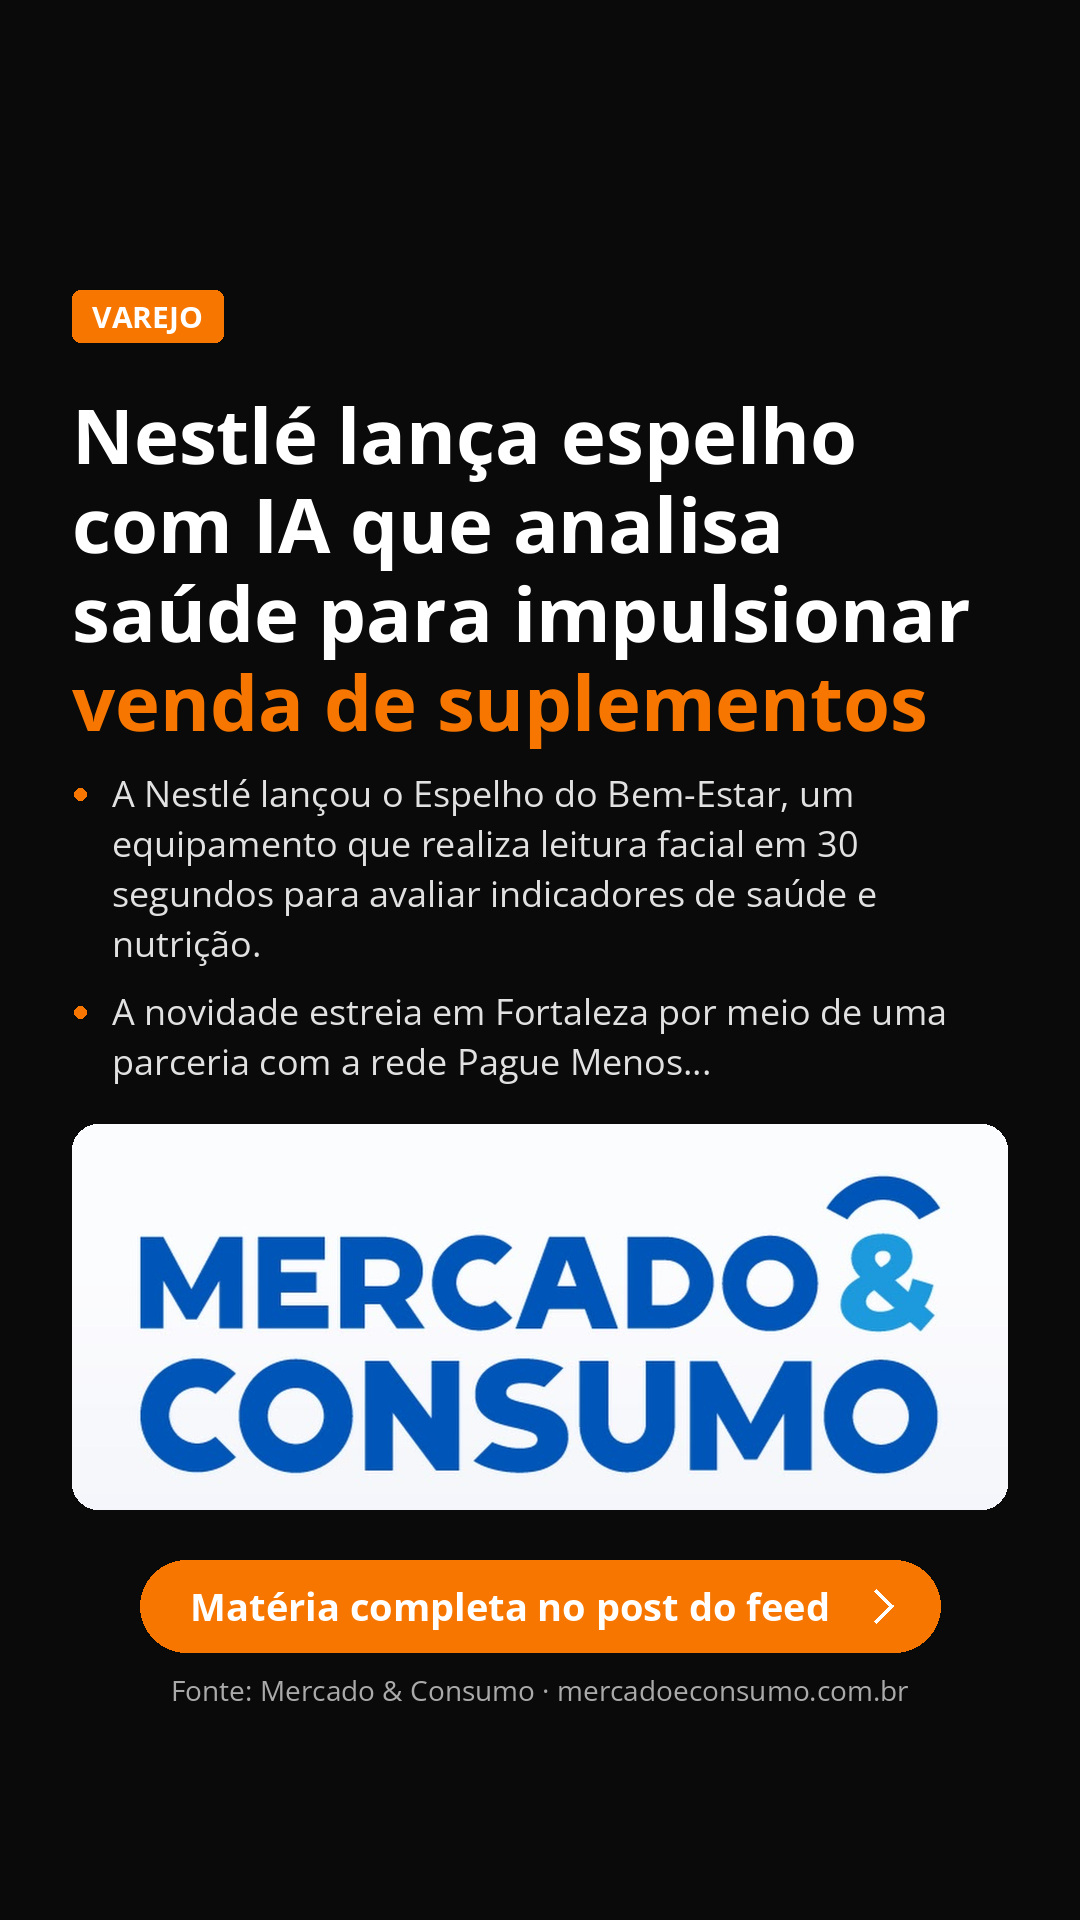 VAREJO
Nestlé lança espelho
com IA que analisa
saúde para impulsionar
venda de suplementos
• A Nestlé lançou o Espelho do Bem-Estar, um
equipamento que realiza leitura facial em 30
segundos para avaliar indicadores de saúde e
nutrição.
• A novidade estreia em Fortaleza por meio de uma
parceria com a rede Pague Menos...
MERCADO &
CONSUMO
Matéria completa no post do feed
Fonte: Mercado & Consumo · mercadoeconsumo.com.br